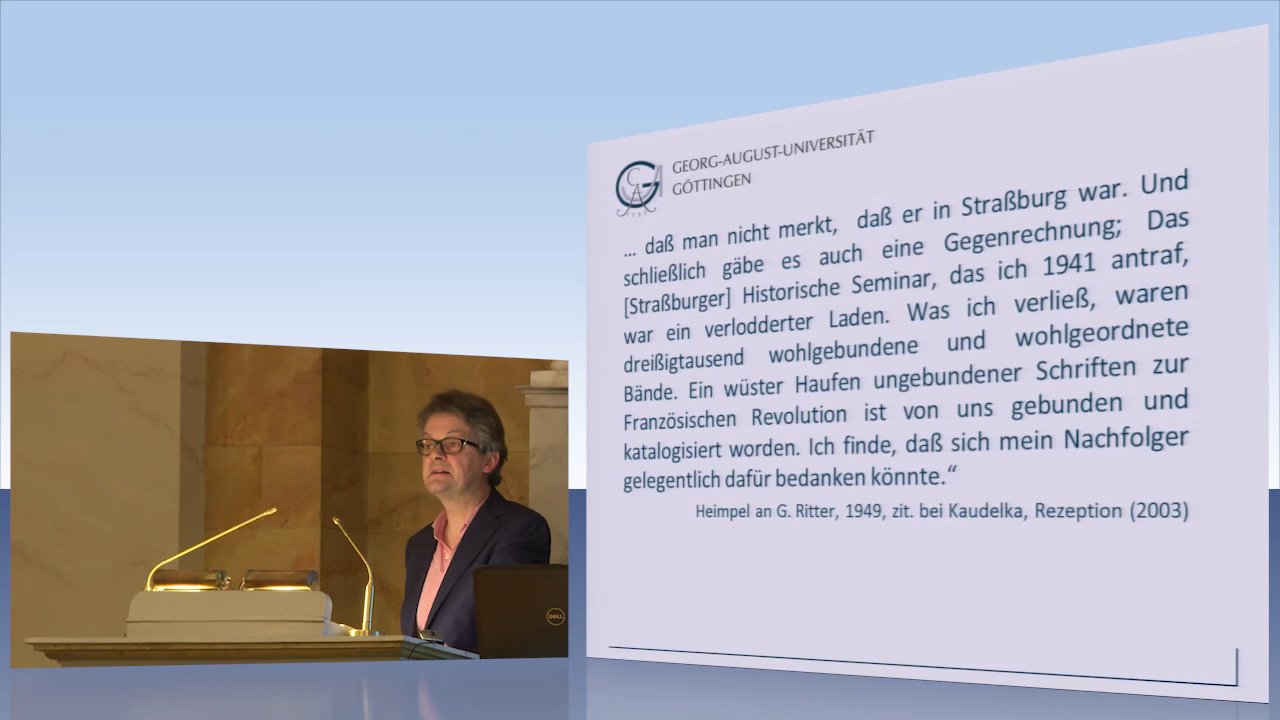 GEORG-AUGUST-UNIVERSITÄT
GÖTTINGEN
... daß man nicht merkt, daß er in Straßburg war. Und
schließlich gäbe es auch eine Gegenrechnung; Das
[Straßburger] Historische Seminar, das ich 1941 antraf,
war ein verlodderter Laden. Was ich verließ, waren
dreißigtausend wohlgebundene und wohlgeordnete
Bände. Ein wüster Haufen ungebundener Schriften zur
Französischen Revolution ist von uns gebunden und
katalogisiert worden. Ich finde, daß sich mein Nachfolger
gelegentlich dafür bedanken könnte.“
Heimpel an G. Ritter, 1949, zit. bei Kaudelka, Rezeption (2003)
DELL